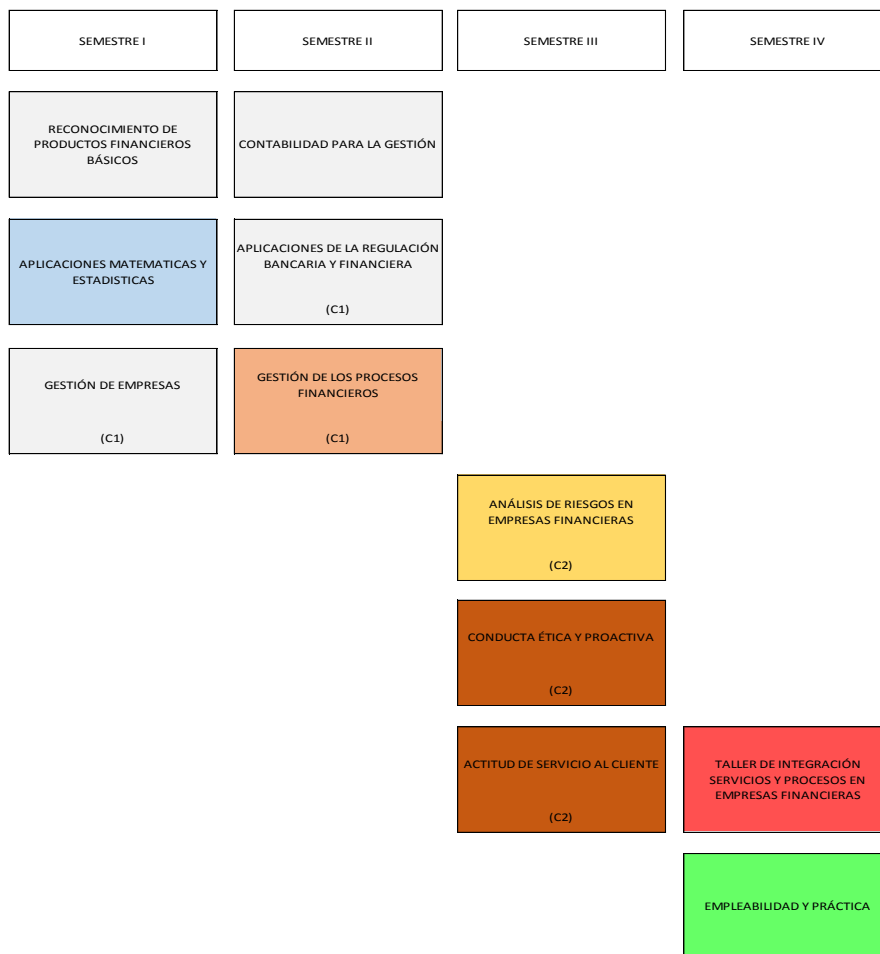 SEMESTRE I
SEMESTRE II
SEMESTRE III
SEMESTRE IV
RECONOCIMIENTO DE
PRODUCTOS FINANCIEROS
BÁSICOS
CONTABILIDAD PARA LA GESTIÓN
APLICACIONES MATEMATICAS Y
ESTADISTICAS
APLICACIONES DE LA REGULACIÓN
BANCARIA Y FINANCIERA
(C1)
GESTIÓN DE EMPRESAS
(C1)
GESTIÓN DE LOS PROCESOS
FINANCIEROS
(C1)
ANÁLISIS DE RIESGOS EN
EMPRESAS FINANCIERAS
(C2)
CONDUCTA ÉTICA Y PROACTIVA
(C2)
ACTITUD DE SERVICIO AL CLIENTE
(C2)
TALLER DE INTEGRACIÓN
SERVICIOS Y PROCESOS EN
EMPRESAS FINANCIERAS
EMPLEABILIDAD Y PRÁCTICA